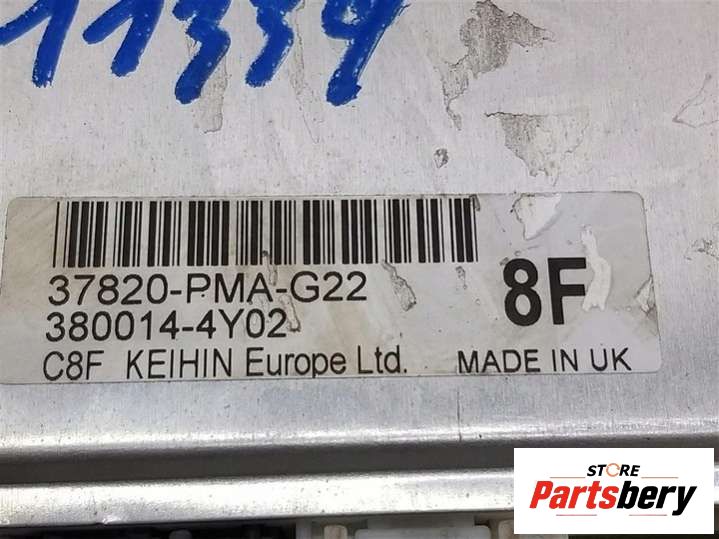 11334
37820-PMA-G22
380014-4Y02
8F
C8F KEIHIN Europe Ltd. MADE IN UK
STORE
Partsbery